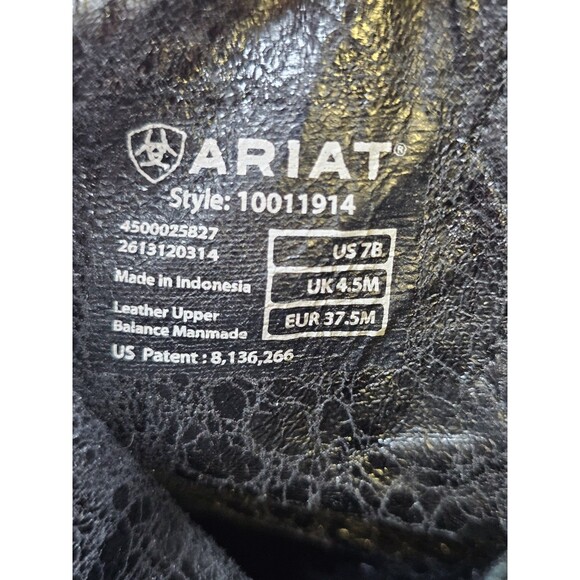 ARIAT®
Style: 10011914
4500025827
2613120314
Made in Indonesia
Leather Upper
Balance Manmade
US Patent : 8,136,266
US 7B
UK 4.5M
EUR 37.5M